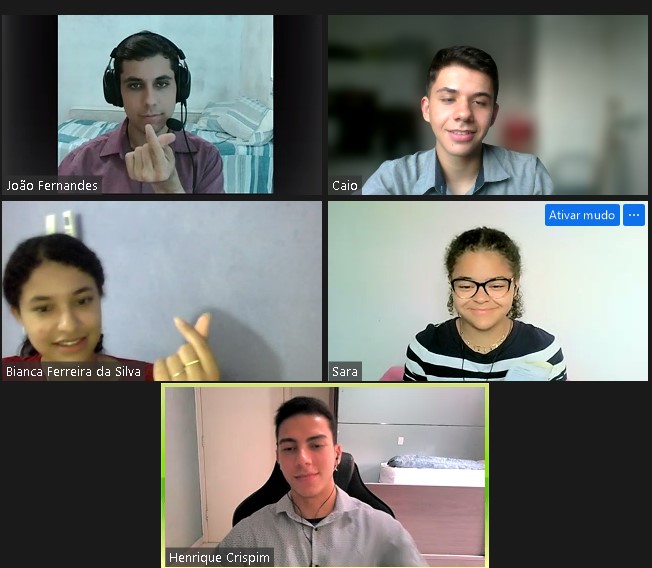 João Fernandes
Caio
Ativar mudo
...
Bianca Ferreira da Silva
Sara
Henrique Crispim